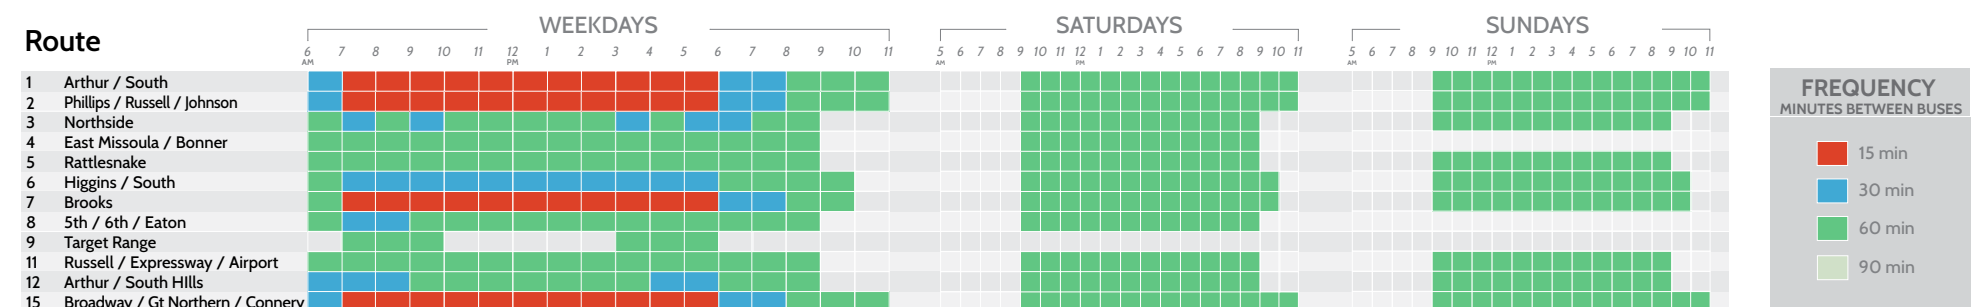 WEEKDAYS SATURDAYS SUNDAYS
Route
6 7 8 9 10 11 12 1 2 3 4 5 6 7 8 9 10 11 5 6 7 8 9 10 11 12 1 2 3 4 5 6 7 8 9 10 11 5 6 7 8 9 10 11 12 1 2 3 4 5 6 7 8 9 10 11
AM PM AM PM AM PM
1 Arthur / South
2 Phillips / Russell / Johnson
3 Northside
4 East Missoula / Bonner
5 Rattlesnake
6 Higgins / South
7 Brooks
8 5th / 6th / Eaton
9 Target Range
11 Russell / Expressway / Airport
12 Arthur / South HIlls
15 Broadway / Gt Northern / Connery
FREQUENCY
MINUTES BETWEEN BUSES
15 min
30 min
60 min
90 min